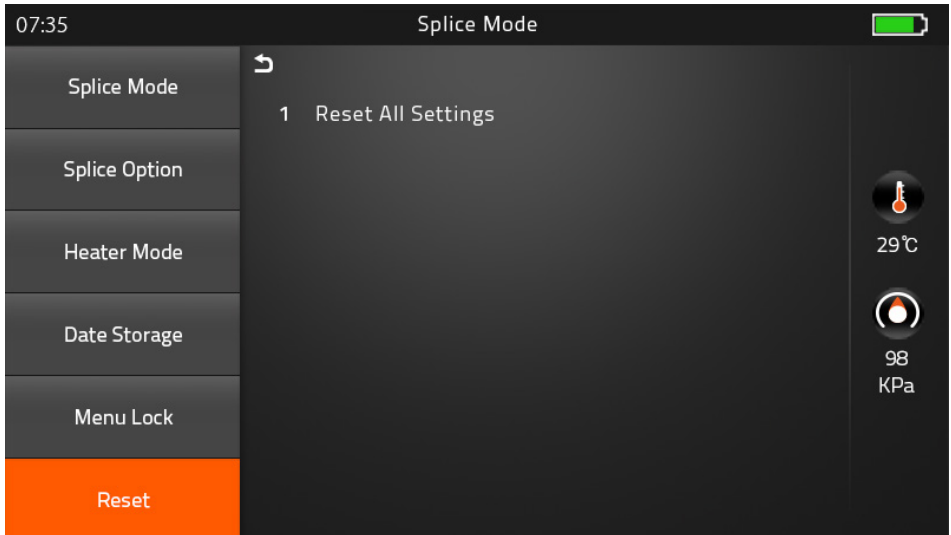 07:35
Splice Mode
Splice Mode
1 Reset All Settings
Splice Option
Heater Mode
29℃
Date Storage
98
KPa
Menu Lock
Reset